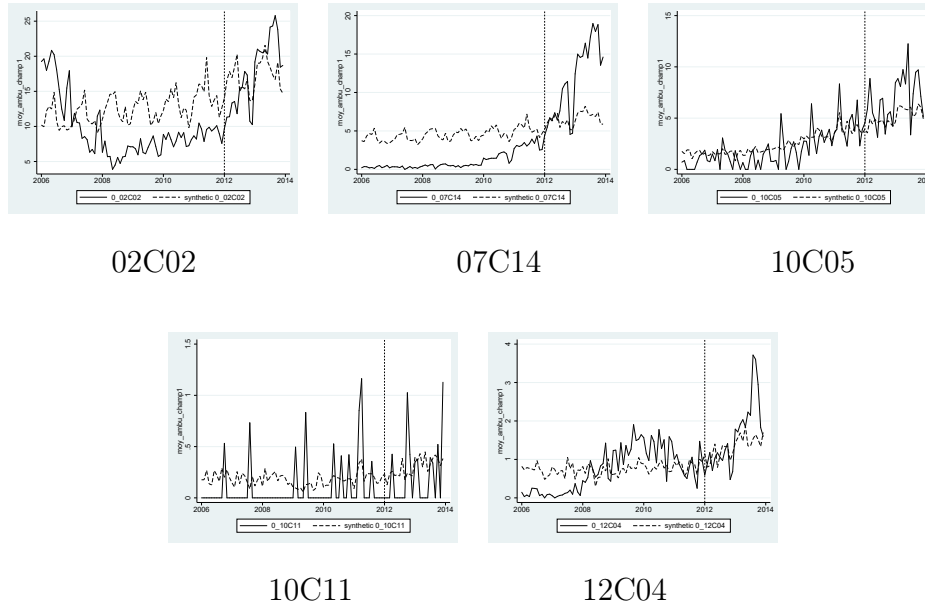 25
20
15
10
5
moy_ambu_champ1
2006 2008 2010 2012 2014
0_02C02 synthetic 0_02C02
20
15
10
5
0
moy_ambu_champ1
2006 2008 2010 2012 2014
0_07C14 synthetic 0_07C14
15
10
5
0
moy_ambu_champ1
2006 2008 2010 2012 2014
0_10C05 synthetic 0_10C05
02C02 07C14 10C05
1.5
1
.5
0
moy_ambu_champ1
2006 2008 2010 2012 2014
0_10C11 synthetic 0_10C11
4
3
2
1
0
moy_ambu_champ1
2006 2008 2010 2012 2014
0_12C04 synthetic 0_12C04
10C11 12C04